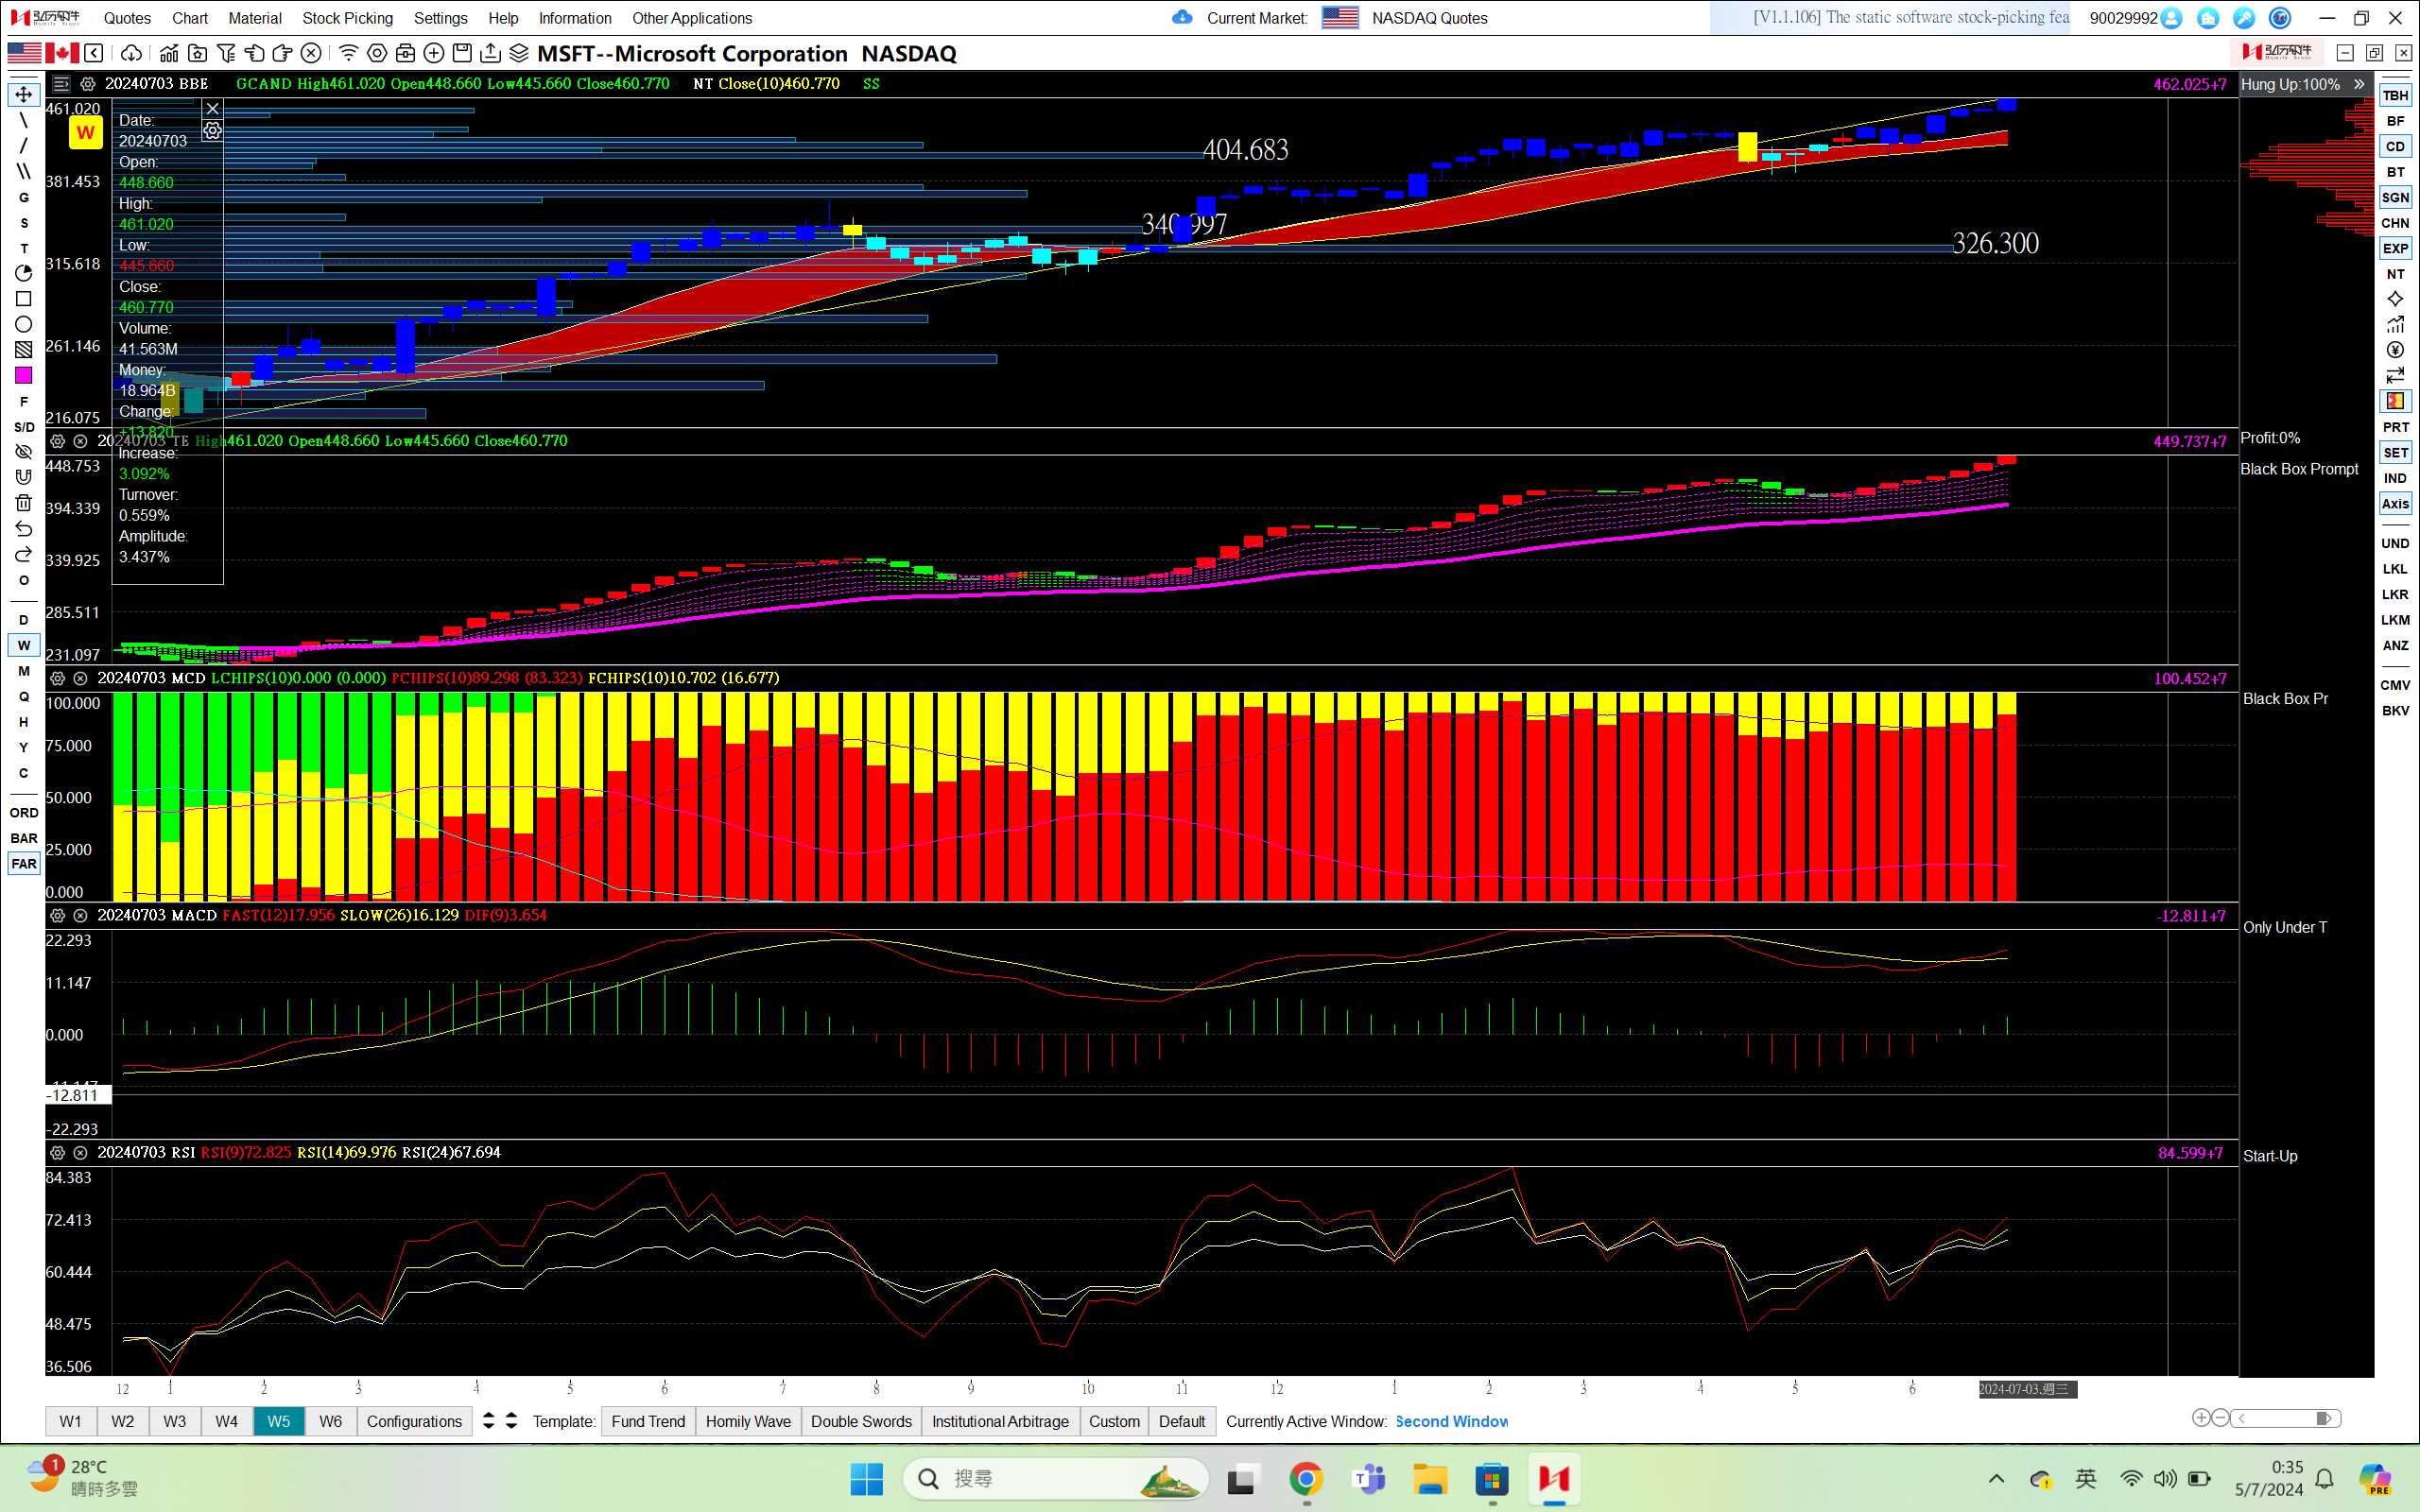 弘历软件 Quotes Chart Material Stock Picking Settings Help Information Other Applications Current Market: NASDAQ Quotes [V1.1.106] The static software stock-picking fea 90029992
MSFT--Microsoft Corporation NASDAQ 弘历软件
20240703 BBE GCAND High461.020 Open448.660 Low445.660 Close460.770 NT Close(10)460.770 SS 462.025+7 Hung Up:100%
461.020
381.453
315.618
261.146
216.075
W
Date:
20240703
Open:
448.660
High:
461.020
Low:
445.660
Close:
460.770
Volume:
41.563M
Money:
18.964B
Change:
+13.820
Increase:
3.092%
Turnover:
0.559%
Amplitude:
3.437%
404.683
340.997
326.300
20240703 TE High461.020 Open448.660 Low445.660 Close460.770 449.737+7 Profit:0%
Black Box Prompt
448.753
394.339
339.925
285.511
231.097
20240703 MCD LCHIPS(10)0.000 (0.000) PCHIPS(10)89.298 (83.323) FCHIPS(10)10.702 (16.677) 100.452+7
Black Box Pr
100.000
75.000
50.000
25.000
0.000
20240703 MACD FAST(12)17.956 SLOW(26)16.129 DIF(9)3.654 -12.811+7
Only Under T
22.293
11.147
0.000
-11.147
-12.811
-22.293
20240703 RSI RSI(9)72.825 RSI(14)69.976 RSI(24)67.694 84.599+7
Start-Up
84.383
72.413
60.444
48.475
36.506
12 1 2 3 4 5 6 7 8 9 10 11 12 1 2 3 4 5 6 2024-07-03,週三
G
S
T
F
S/D
O
D
W
M
Q
H
Y
C
ORD
BAR
FAR
TBH
BF
CD
BT
SGN
CHN
EXP
NT
PRT
SET
IND
Axis
UND
LKL
LKR
LKM
ANZ
CMV
BKV
W1 W2 W3 W4 W5 W6 Configurations Template: Fund Trend Homily Wave Double Swords Institutional Arbitrage Custom Default Currently Active Window: Second Window
1 28°C
晴時多雲
搜尋
英
0:35
5/7/2024
PRE